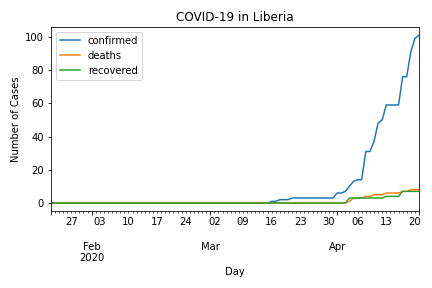 COVID-19 in Liberia
confirmed
deaths
recovered
Number of Cases
100
80
60
40
20
0
27 03 10 17 24 02 09 16 23 30 06 13 20
Feb Mar Apr
2020
Day